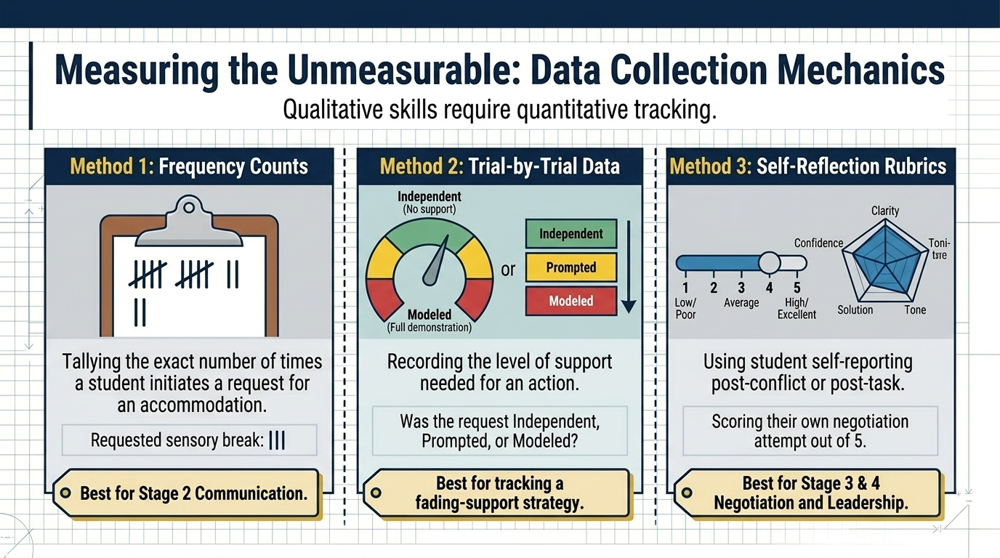 Measuring the Unmeasurable: Data Collection Mechanics
Qualitative skills require quantitative tracking.
Method 1: Frequency Counts
Tallying the exact number of times
a student initiates a request for
an accommodation.
Requested sensory break: |||
Best for Stage 2 Communication.
Method 2: Trial-by-Trial Data
Independent
(No support)
Modeled
(Full demonstration)
or
Independent
Prompted
Modeled
Recording the level of support
needed for an action.
Was the request Independent,
Prompted, or Modeled?
Best for tracking a
fading-support strategy.
Method 3: Self-Reflection Rubrics
1 2 3 4 5
Low/
Poor
Average
High/
Excellent
Clarity
Confidence
Toni-
Solution
Tone
Using student self-reporting
post-conflict or post-task.
Scoring their own negotiation
attempt out of 5.
Best for Stage 3 & 4
Negotiation and Leadership.